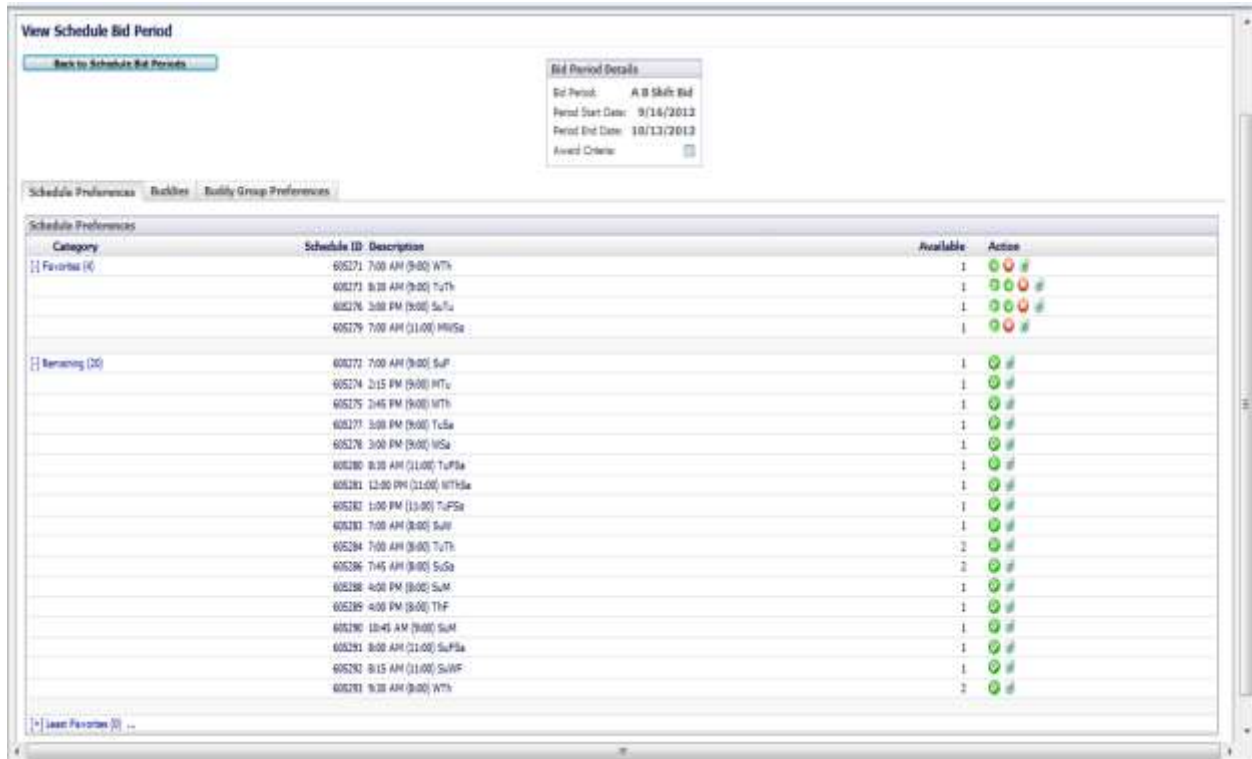 View Schedule Bid Period
Back to Schedule Bid Periods
Bid Period Details
Bid Period: A B Shift Bid
Period Start Date: 9/16/2012
Period End Date: 10/13/2012
Award Criteria:
Schedule Preferences Buddies Buddy Group Preferences
Schedule Preferences
Category Schedule ID Description Available Action
[-] Favorites (4) 605271 7:00 AM (9:00) WTh 1
605273 8:30 AM (9:00) TuTh 1
605276 3:00 PM (9:00) SuTu 1
605279 7:00 AM (11:00) MWSa 1
[-] Remaining (20) 605272 7:00 AM (9:00) SuF 1
605274 2:15 PM (9:00) MTu 1
605275 2:45 PM (9:00) WTh 1
605277 3:00 PM (9:00) TuSa 1
605278 3:00 PM (9:00) WSa 1
605280 8:30 AM (11:00) TuFSa 1
605281 12:00 PM (11:00) WThSa 1
605282 1:00 PM (11:00) TuFSa 1
605283 7:00 AM (8:00) SuW 1
605284 7:00 AM (8:00) TuTh 2
605286 7:45 AM (8:00) SuSa 2
605288 4:00 PM (8:00) SuM 1
605289 4:00 PM (8:00) ThF 1
605290 10:45 AM (9:00) SuM 1
605291 8:00 AM (11:00) SuFSa 1
605292 8:15 AM (11:00) SuWF 1
605293 9:30 AM (8:00) WTh 2
[+] Least Favorites (0) ...